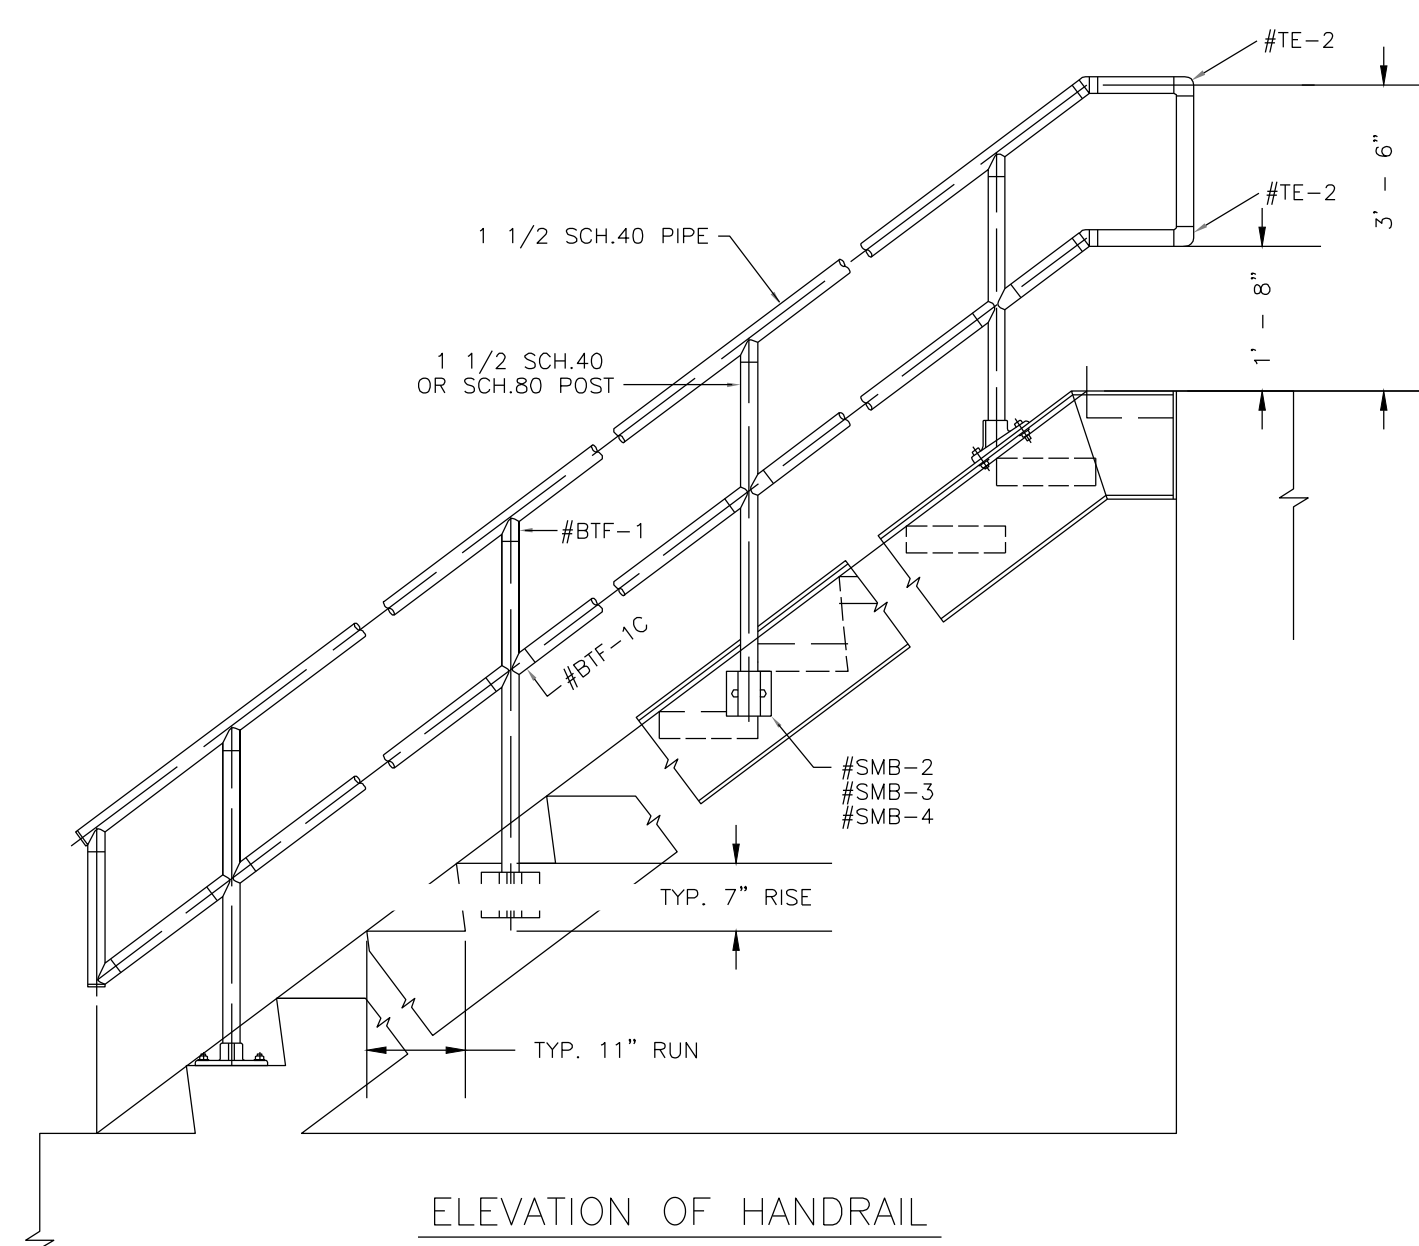 #TE-2
3' - 6"
#TE-2
1 1/2 SCH.40 PIPE
1' - 8"
1 1/2 SCH.40
OR SCH.80 POST
#BTF-1
#BTF-1C
#SMB-2
#SMB-3
#SMB-4
TYP. 7" RISE
TYP. 11" RUN
ELEVATION OF HANDRAIL